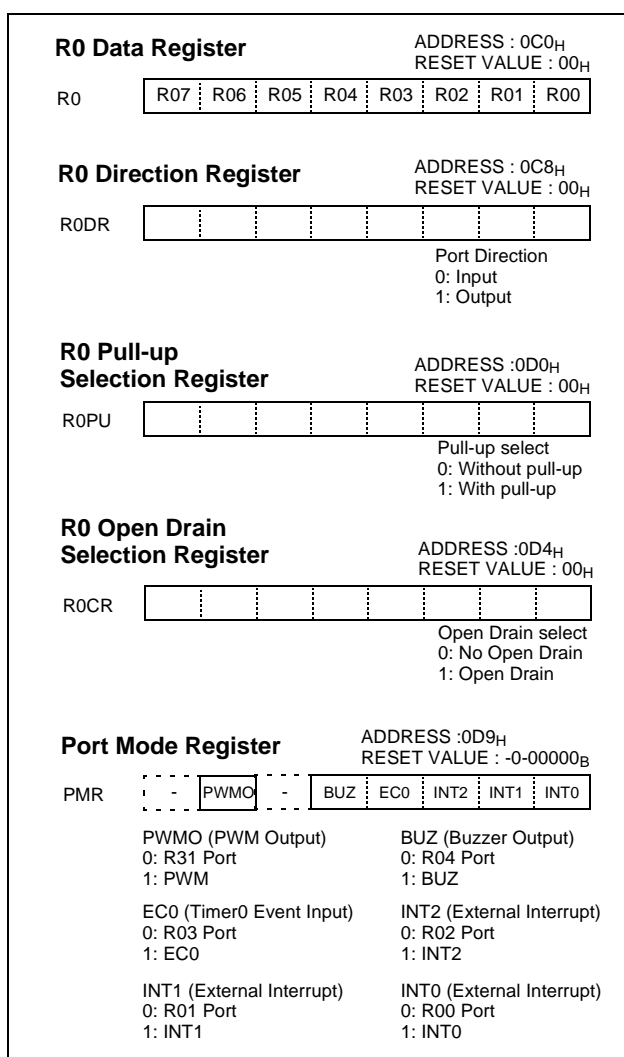 R0 Data Register
ADDRESS : 0C0H
RESET VALUE : 00H
R0
R07 R06 R05 R04 R03 R02 R01 R00
R0 Direction Register
ADDRESS : 0C8H
RESET VALUE : 00H
R0DR
Port Direction
0: Input
1: Output
R0 Pull-up
Selection Register
ADDRESS :0D0H
RESET VALUE : 00H
R0PU
Pull-up select
0: Without pull-up
1: With pull-up
R0 Open Drain
Selection Register
ADDRESS :0D4H
RESET VALUE : 00H
R0CR
Open Drain select
0: No Open Drain
1: Open Drain
Port Mode Register
ADDRESS :0D9H
RESET VALUE : -0-00000B
PMR
- PWMO - BUZ EC0 INT2 INT1 INT0
PWMO (PWM Output)
0: R31 Port
1: PWM
BUZ (Buzzer Output)
0: R04 Port
1: BUZ
EC0 (Timer0 Event Input)
0: R03 Port
1: EC0
INT2 (External Interrupt)
0: R02 Port
1: INT2
INT1 (External Interrupt)
0: R01 Port
1: INT1
INT0 (External Interrupt)
0: R00 Port
1: INT0